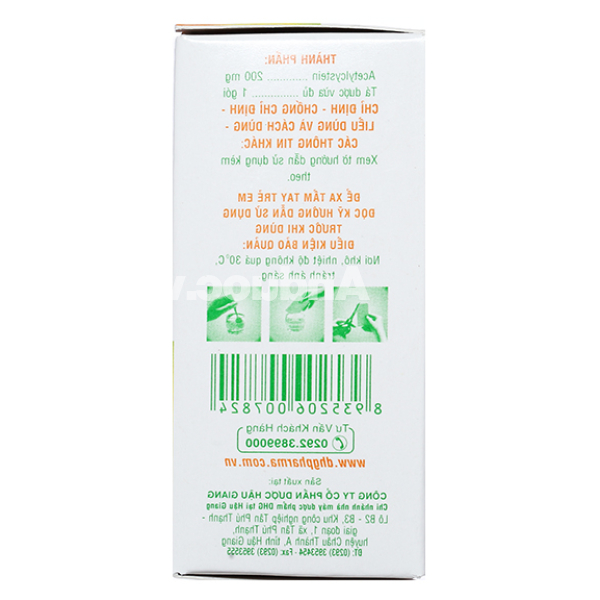 THÀNH PHẦN:
Acetylcystein ........... 200 mg
Tá dược vừa đủ ........ 1 gói
CHỈ ĐỊNH - CHỐNG CHỈ ĐỊNH -
LIỀU DÙNG VÀ CÁCH DÙNG -
CÁC THÔNG TIN KHÁC:
Xem tờ hướng dẫn sử dụng kèm
theo.
ĐỂ XA TẦM TAY TRẺ EM
ĐỌC KỸ HƯỚNG DẪN SỬ DỤNG
TRƯỚC KHI DÙNG
ĐIỀU KIỆN BẢO QUẢN:
Nơi khô, nhiệt độ không quá 30°C,
tránh ánh sáng.
8 935206 007824
Tư Vấn Khách Hàng
0292.3899000
www.dhgpharma.com.vn
Sản xuất tại:
CÔNG TY CỔ PHẦN DƯỢC HẬU GIANG
Chi nhánh nhà máy dược phẩm DHG tại Hậu Giang
Lô B2 - B3, Khu công nghiệp Tân Phú Thạnh -
giai đoạn 1, xã Tân Phú Thạnh,
huyện Châu Thành A, tỉnh Hậu Giang
ĐT: (0293) 3953454 - Fax: (0293) 3953555